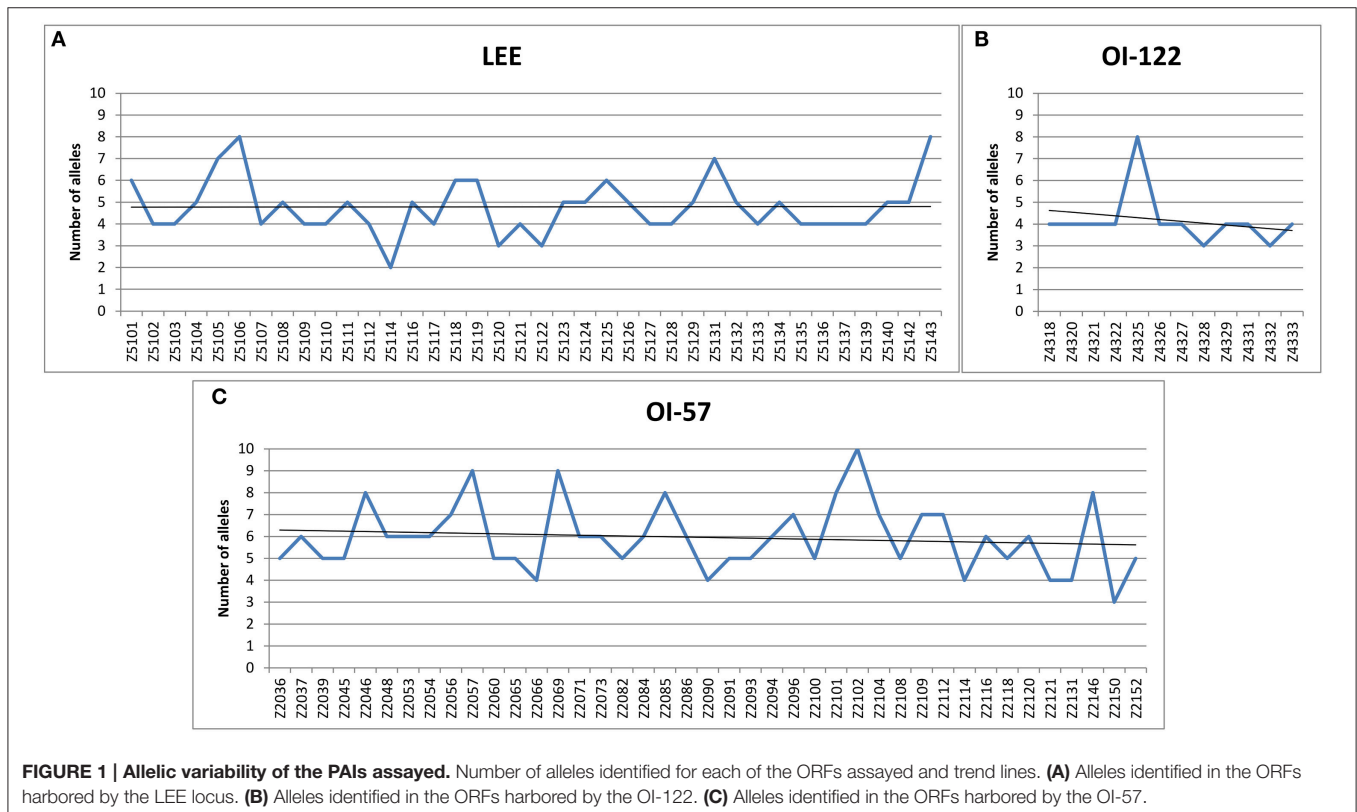 A
LEE
Number of alleles
10
9
8
7
6
5
4
3
2
1
0
Z5101
Z5102
Z5103
Z5104
Z5105
Z5106
Z5107
Z5108
Z5109
Z5110
Z5111
Z5112
Z5114
Z5116
Z5117
Z5118
Z5119
Z5120
Z5121
Z5122
Z5123
Z5124
Z5125
Z5126
Z5127
Z5128
Z5129
Z5131
Z5132
Z5133
Z5134
Z5135
Z5136
Z5137
Z5139
Z5140
Z5142
Z5143
B
OI-122
Number of alleles
10
9
8
7
6
5
4
3
2
1
0
Z4318
Z4320
Z4321
Z4322
Z4325
Z4326
Z4327
Z4328
Z4329
Z4331
Z4332
Z4333
C
OI-57
Number of alleles
10
9
8
7
6
5
4
3
2
1
0
Z2036
Z2037
Z2039
Z2045
Z2046
Z2048
Z2053
Z2054
Z2056
Z2057
Z2060
Z2065
Z2066
Z2069
Z2071
Z2073
Z2082
Z2084
Z2085
Z2086
Z2090
Z2091
Z2093
Z2094
Z2096
Z2100
Z2101
Z2102
Z2104
Z2108
Z2109
Z2112
Z2114
Z2116
Z2118
Z2120
Z2121
Z2131
Z2146
Z2150
Z2152
FIGURE 1 | Allelic variability of the PAIs assayed. Number of alleles identified for each of the ORFs assayed and trend lines. (A) Alleles identified in the ORFs
harbored by the LEE locus. (B) Alleles identified in the ORFs harbored by the OI-122. (C) Alleles identified in the ORFs harbored by the OI-57.